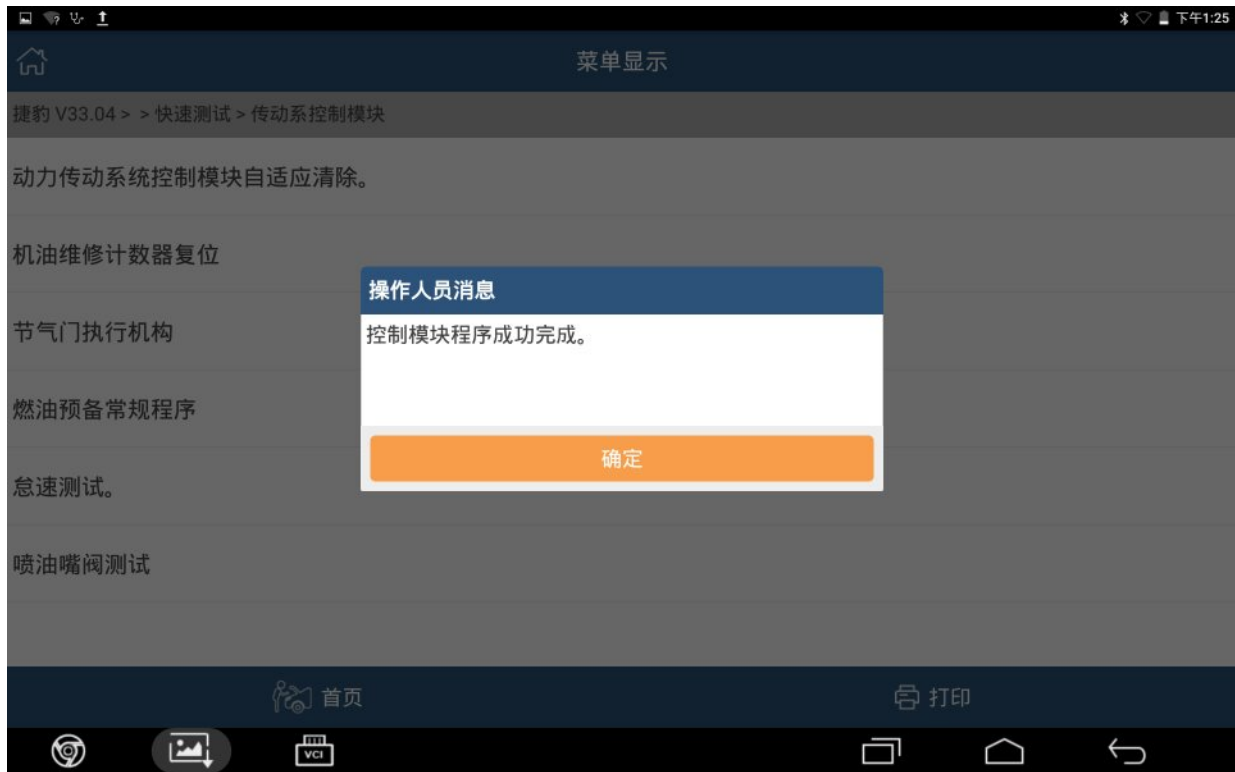 下午1:25
菜单显示
捷豹 V33.04 > > 快速测试 > 传动系控制模块
动力传动系统控制模块自适应清除。
机油维修计数器复位
节气门执行机构
燃油预备常规程序
怠速测试。
喷油嘴阀测试
操作人员消息
控制模块程序成功完成。
确定
首页
打印
VCI